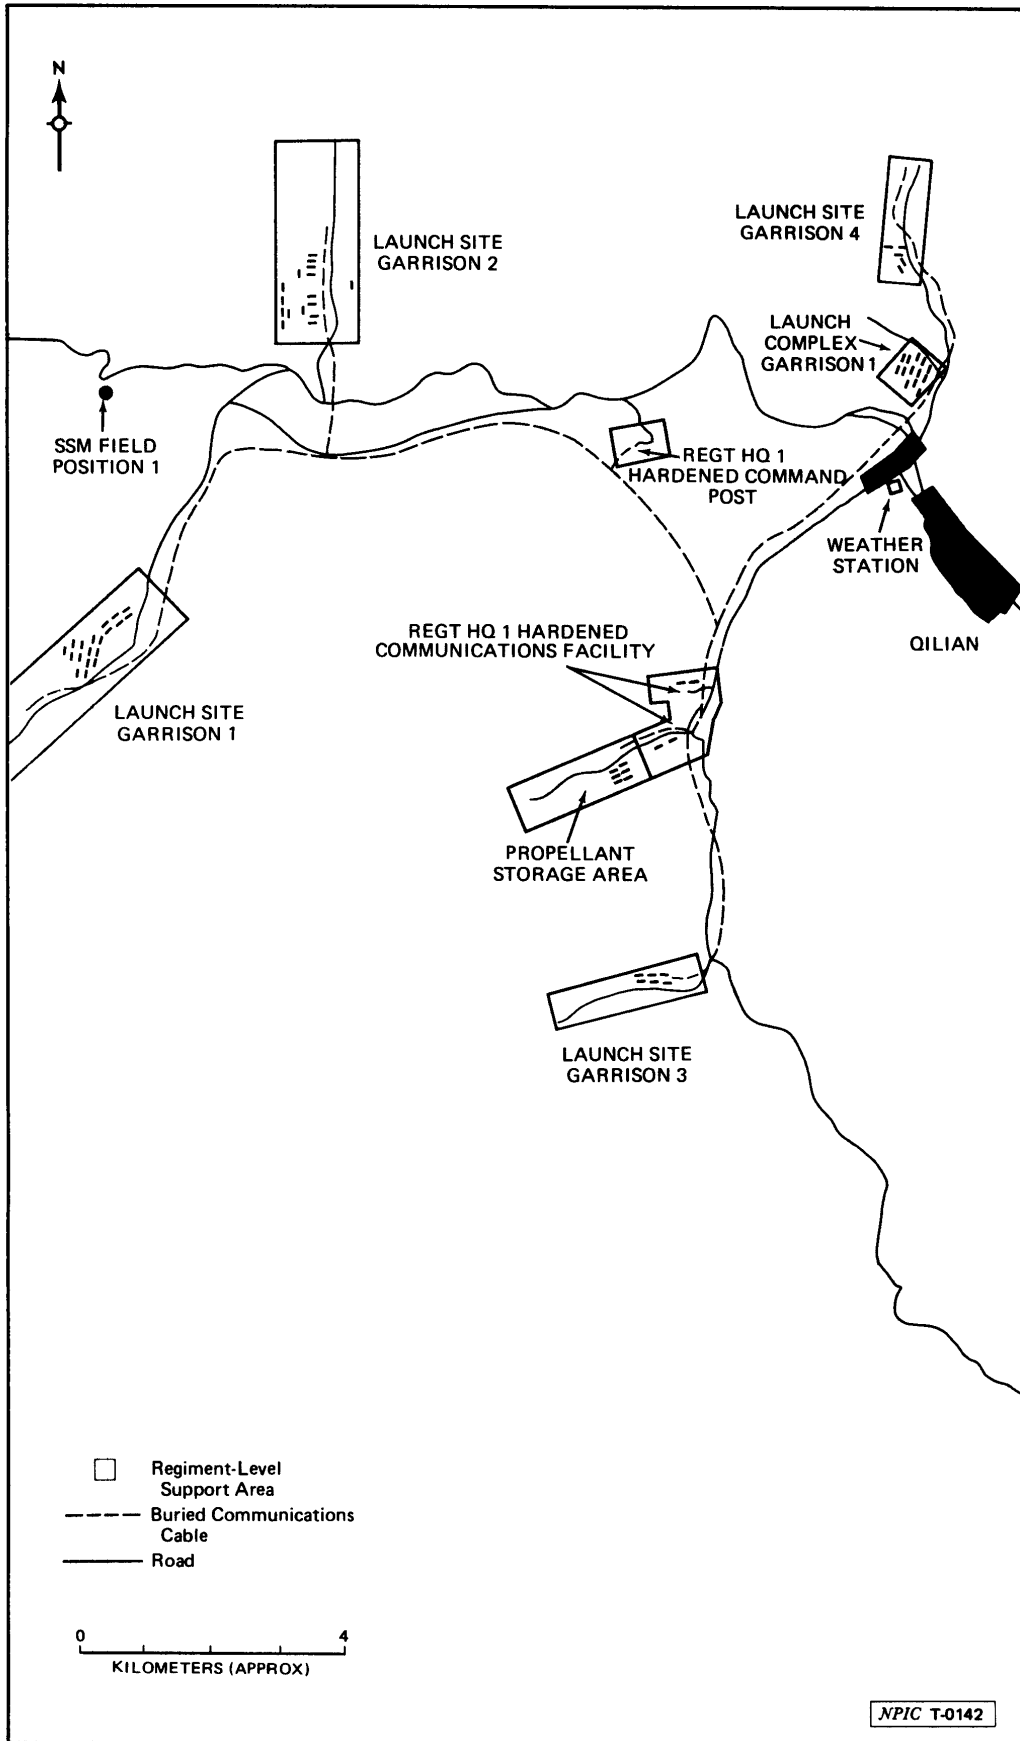 N
LAUNCH SITE
GARRISON 2
LAUNCH SITE
GARRISON 4
LAUNCH
COMPLEX
GARRISON 1
SSM FIELD
POSITION 1
REGT HQ 1
HARDENED COMMAND
POST
WEATHER
STATION
QILIAN
REGT HQ 1 HARDENED
COMMUNICATIONS FACILITY
LAUNCH SITE
GARRISON 1
PROPELLANT
STORAGE AREA
LAUNCH SITE
GARRISON 3
Regiment-Level
Support Area
Buried Communications
Cable
Road
0 4
KILOMETERS (APPROX)
NPIC T-0142